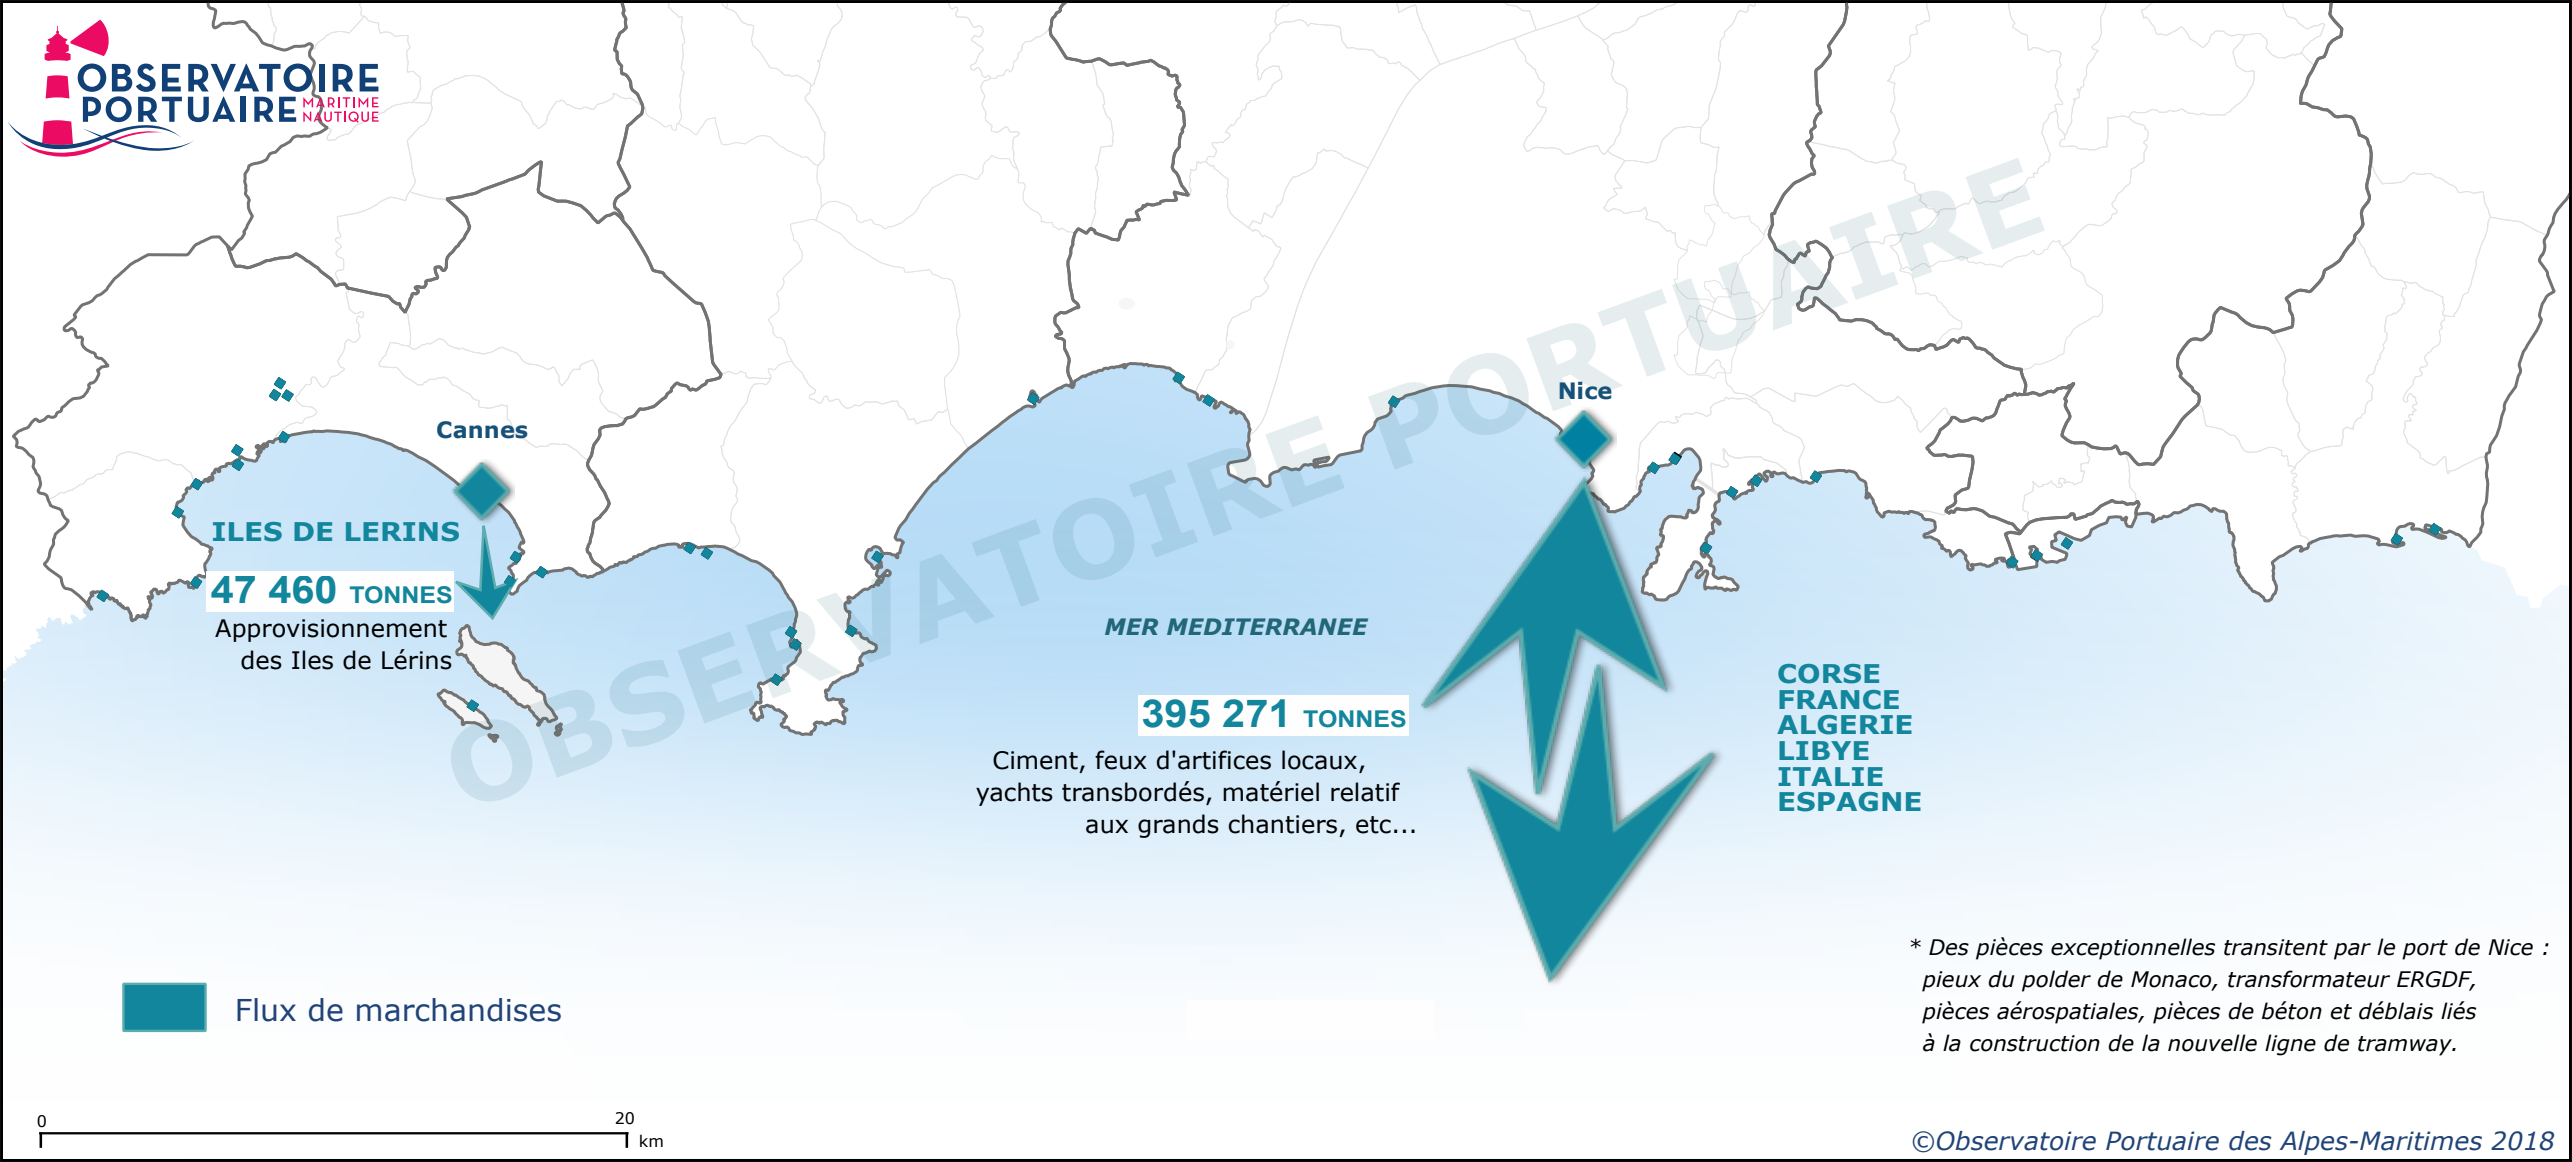 OBSERVATOIRE
PORTUAIRE MARITIME
NAUTIQUE
OBSERVATOIRE PORTUAIRE
Nice
Cannes
ILES DE LERINS
47 460 TONNES
Approvisionnement
des Iles de Lérins
MER MEDITERRANEE
395 271 TONNES
Ciment, feux d'artifices locaux,
yachts transbordés, matériel relatif
aux grands chantiers, etc...
CORSE
FRANCE
ALGERIE
LIBYE
ITALIE
ESPAGNE
* Des pièces exceptionnelles transitent par le port de Nice :
pieux du polder de Monaco, transformateur ERGDF,
pièces aérospatiales, pièces de béton et déblais liés
à la construction de la nouvelle ligne de tramway.
Flux de marchandises
0 20
km
©Observatoire Portuaire des Alpes-Maritimes 2018